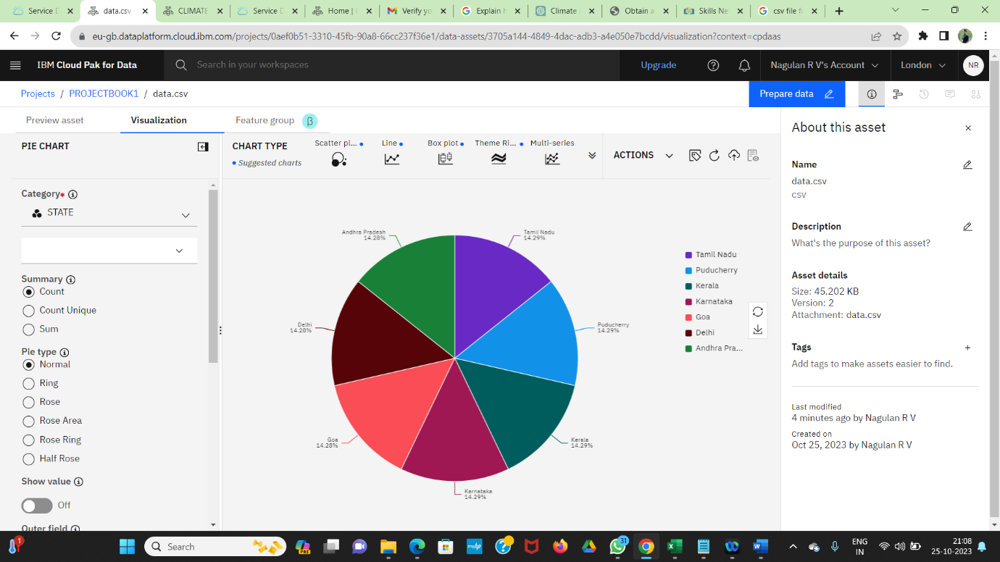 Service D
data.csv -
CLIMATE
Service D
Home | I
Verify yo
Explain h
Climate A
Obtain a
Skills Ne
csv file f
eu-gb.dataplatform.cloud.ibm.com/projects/0aef0b51-3310-45fb-90a8-66cc237f36e1/data-assets/3705a144-4849-4dac-adb3-a4e050e7bcdd/visualization?context=cpdaas
IBM Cloud Pak for Data
Search in your workspaces
Upgrade
Nagulan R V's Account
London
NR
Projects / PROJECTBOOK1 / data.csv
Prepare data
Preview asset
Visualization
Feature group β
PIE CHART
Category*
STATE
Summary
Count
Count Unique
Sum
Pie type
Normal
Ring
Rose
Rose Area
Rose Ring
Half Rose
Show value
Off
Outer field
CHART TYPE
Suggested charts
Scatter pl...
Line
Box plot
Theme Ri...
Multi-series
ACTIONS
Andhra Pradesh
14.28%
Tamil Nadu
14.29%
Delhi
14.28%
Puducherry
14.29%
Goa
14.28%
Kerala
14.29%
Karnataka
14.29%
Tamil Nadu
Puducherry
Kerala
Karnataka
Goa
Delhi
Andhra Pra...
About this asset
Name
data.csv
CSV
Description
What's the purpose of this asset?
Asset details
Size: 45.202 KB
Version: 2
Attachment: data.csv
Tags
Add tags to make assets easier to find.
Last modified
4 minutes ago by Nagulan R V
Created on
Oct 25, 2023 by Nagulan R V
1
Search
PRE
myhp
31
ENG
IN
21:08
25-10-2023